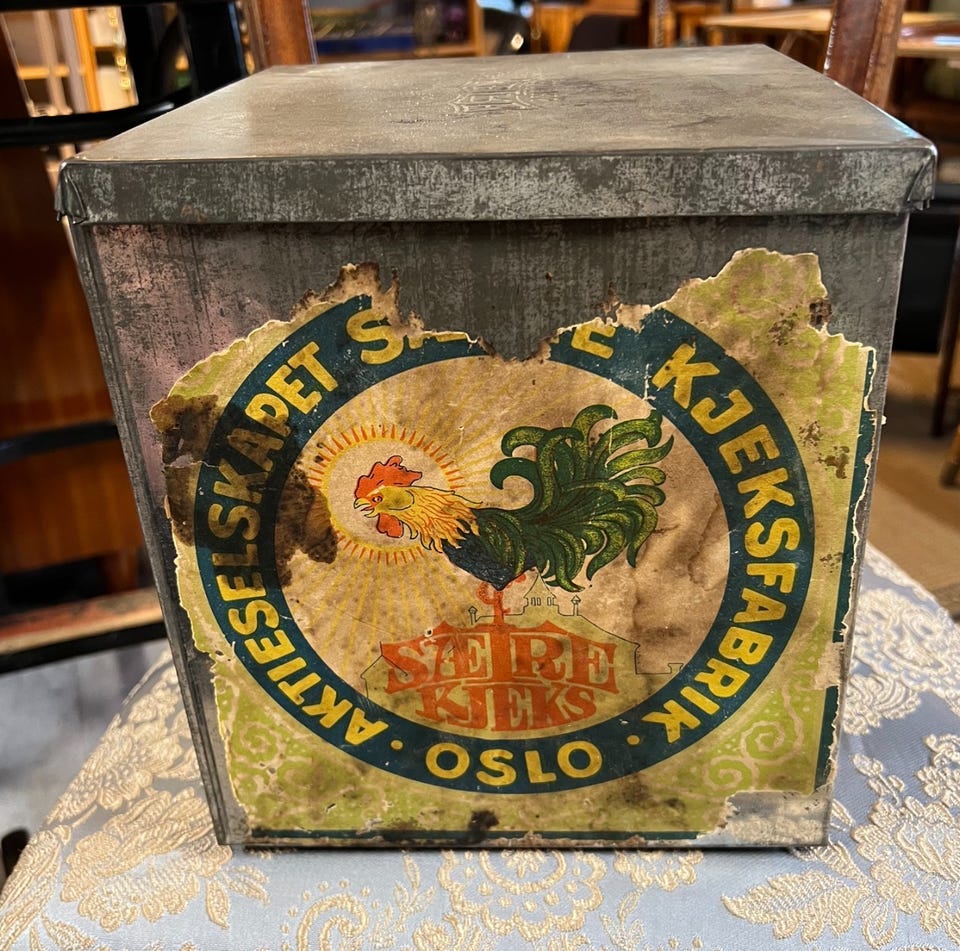 AKTIESELSKAPET KJEKSFABRIK
• OSLO •
SÆTRE
KJEKS